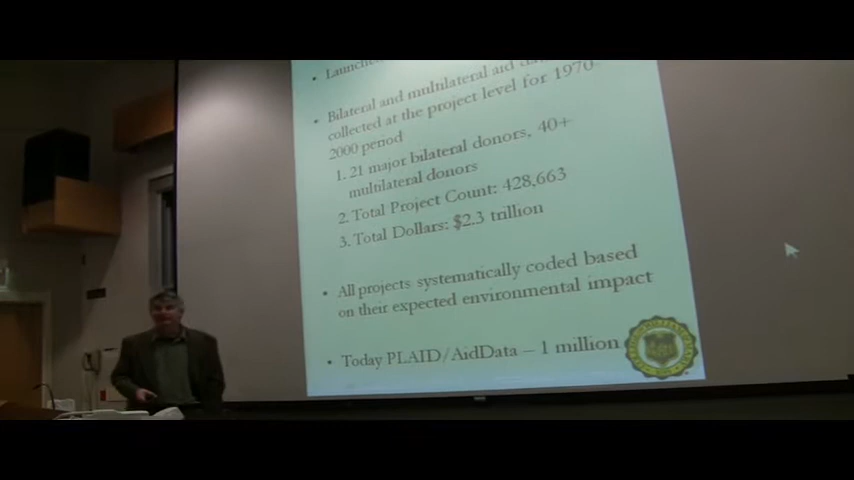 • Launched
• Bilateral and multilateral aid
collected at the project level for 1970
2000 period
1. 21 major bilateral donors, 40+
multilateral donors
2. Total Project Count: 428,663
3. Total Dollars: $2.3 trillion
• All projects systematically coded based
on their expected environmental impact
• Today PLAID/AidData – 1 million